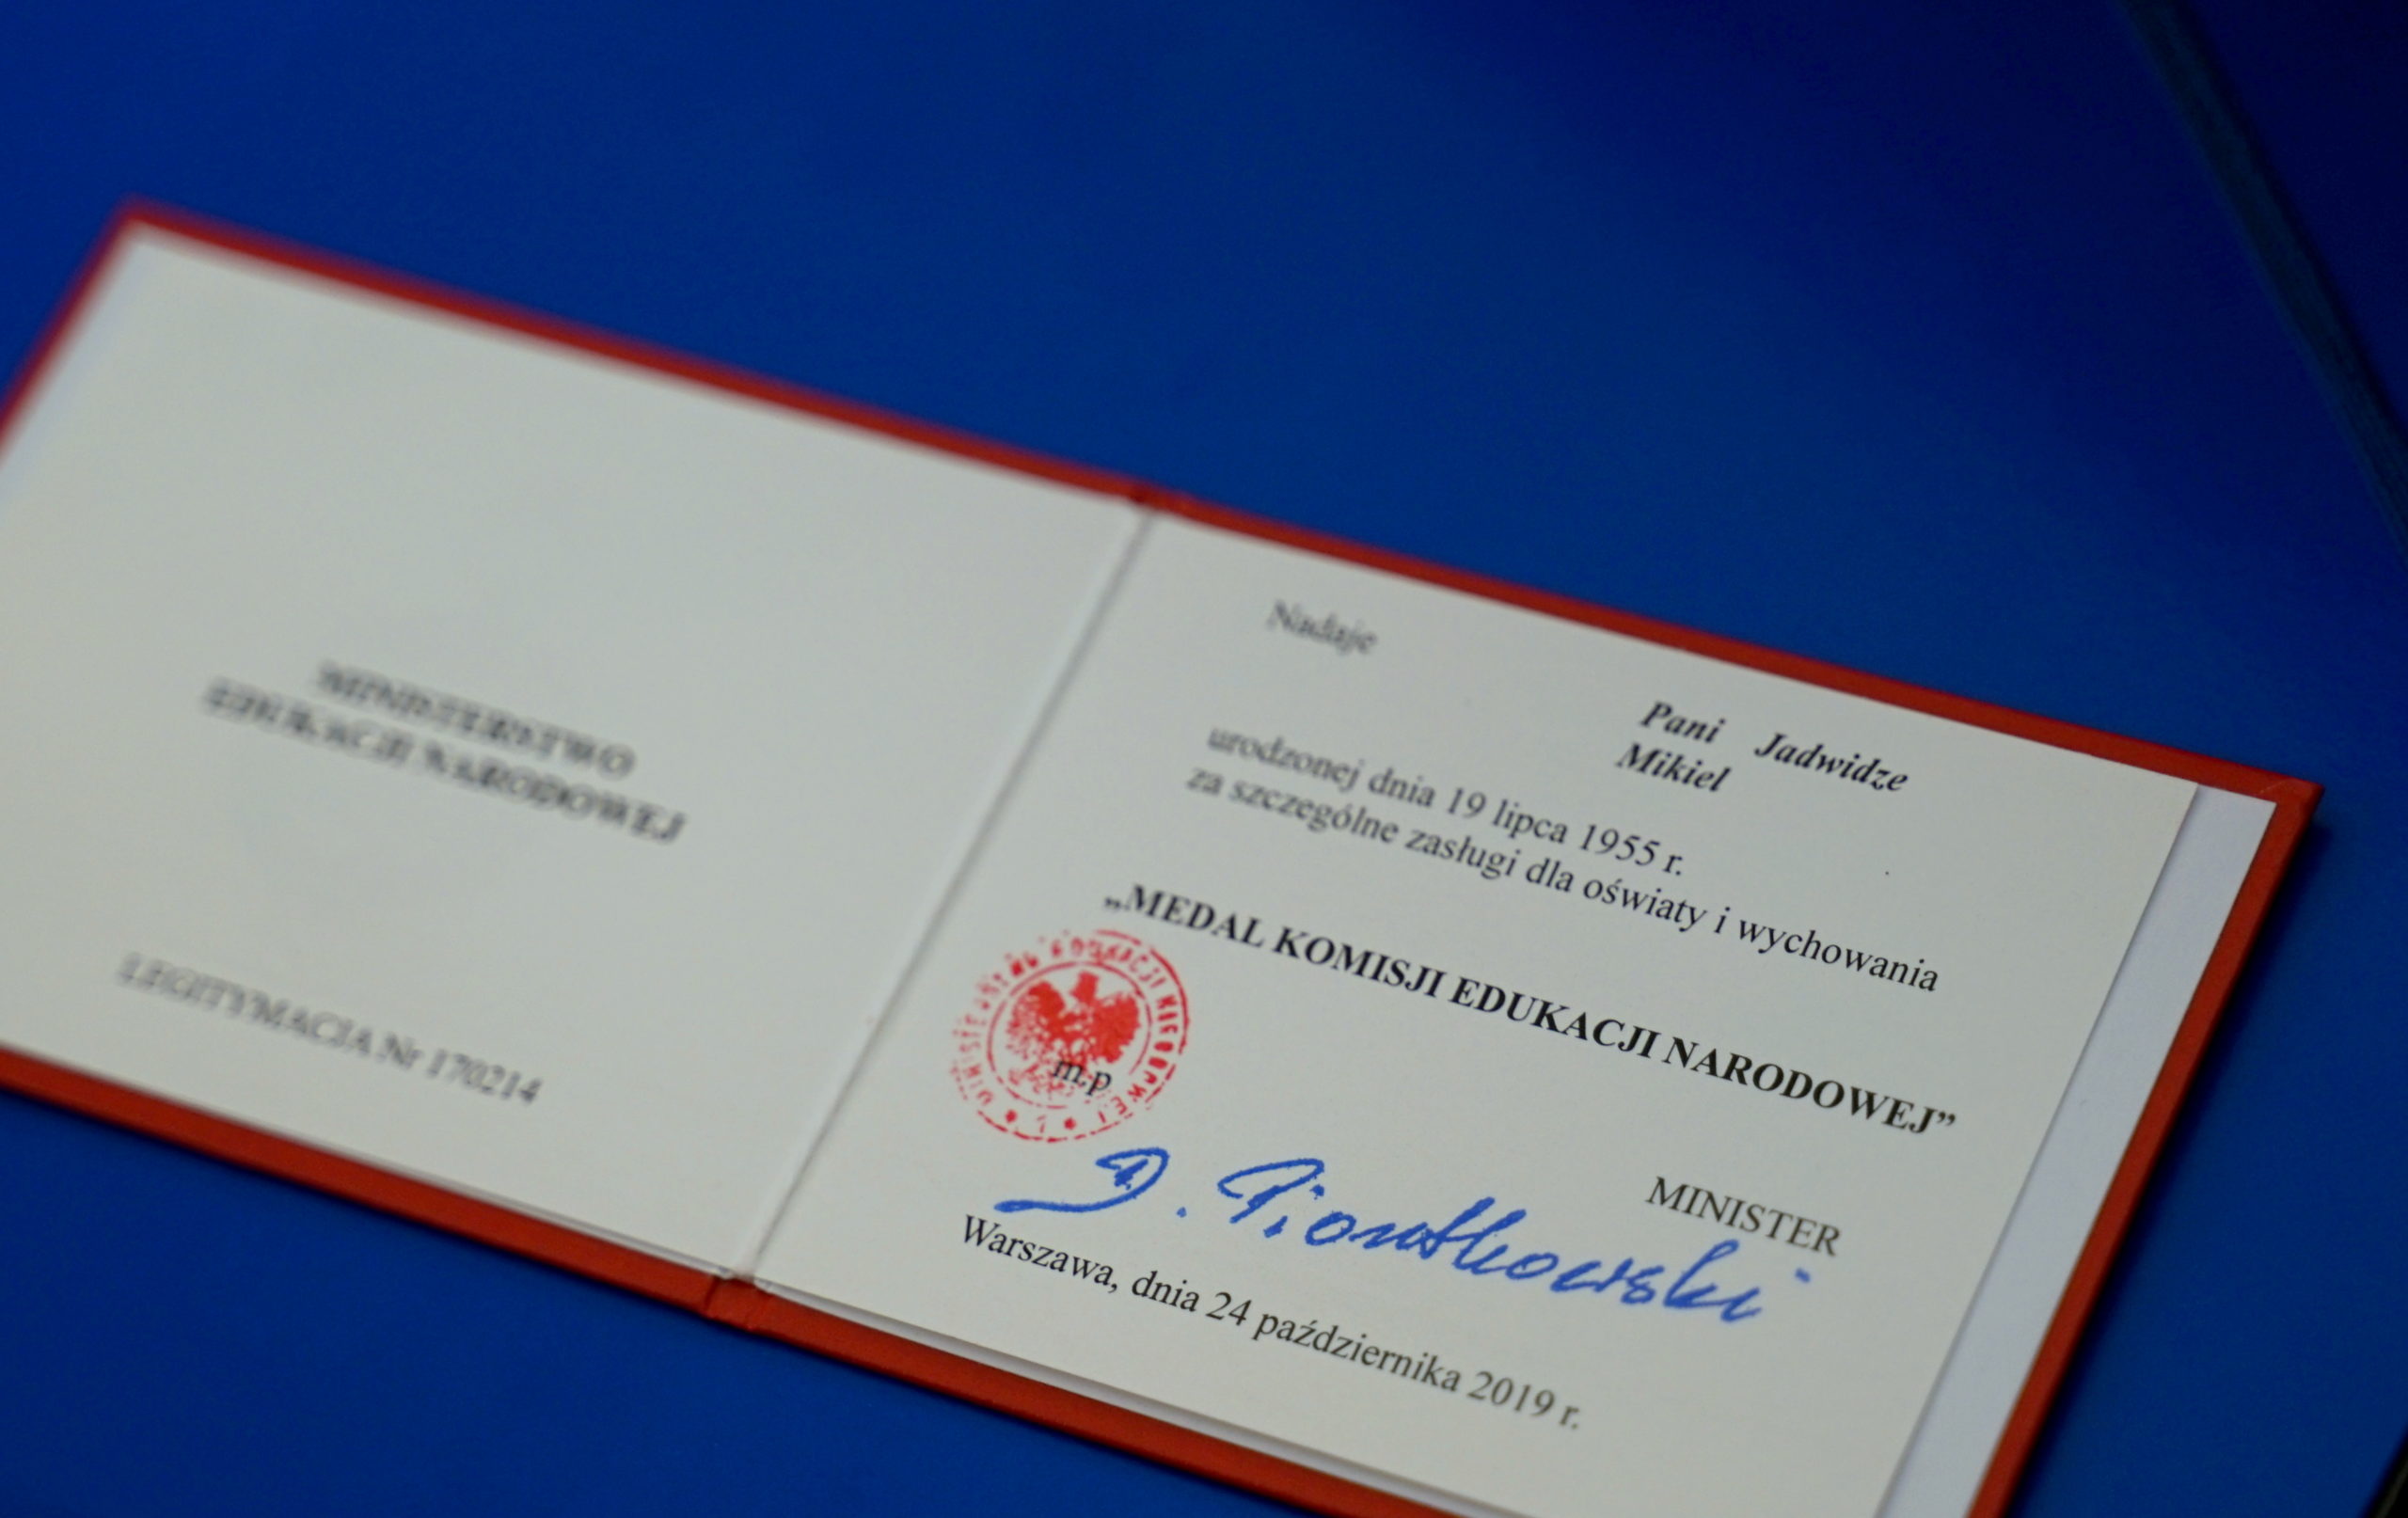 MINISTERSTWO
EDUKACJI NARODOWEJ
LEGITYMACJA Nr 170214
Nadaje
Pani Jadwidze
Mikiel
urodzonej dnia 19 lipca 1955 r.
za szczególne zasługi dla oświaty i wychowania
„MEDAL KOMISJI EDUKACJI NARODOWEJ”
m.p
MINISTER
D. Piontkowski
Warszawa, dnia 24 października 2019 r.